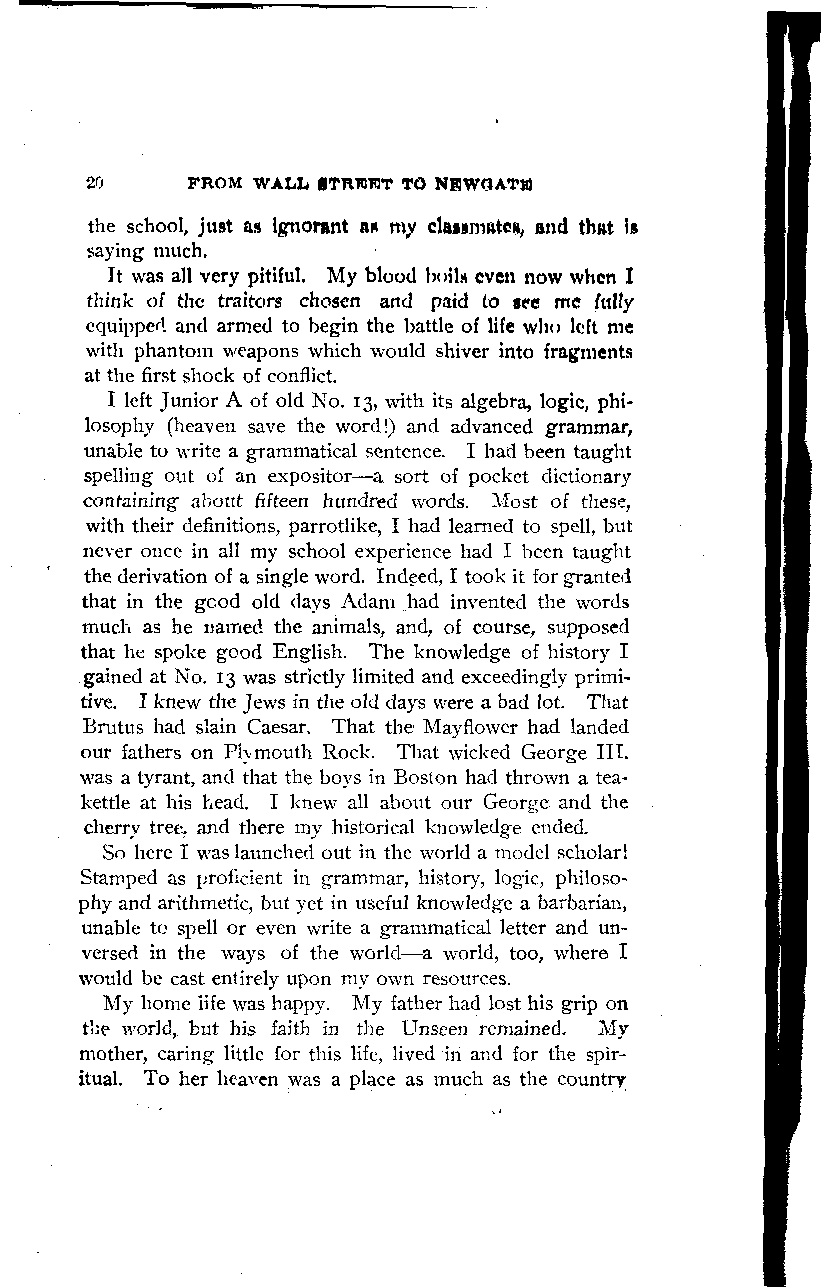 20 FROM WALL STREET TO NEWGATE
the school, just as ignorant as my classmates, and that is
saying much.
It was all very pitiful. My blood boils even now when I
think of the traitors chosen and paid to see me fully
equipped and armed to begin the battle of life who left me
with phantom weapons which would shiver into fragments
at the first shock of conflict.
I left Junior A of old No. 13, with its algebra, logic, phi-
losophy (heaven save the word!) and advanced grammar,
unable to write a grammatical sentence. I had been taught
spelling out of an expositor—a sort of pocket dictionary
containing about fifteen hundred words. Most of these,
with their definitions, parrotlike, I had learned to spell, but
never once in all my school experience had I been taught
the derivation of a single word. Indeed, I took it for granted
that in the good old days Adam had invented the words
much as he named the animals, and, of course, supposed
that he spoke good English. The knowledge of history I
gained at No. 13 was strictly limited and exceedingly primi-
tive. I knew the Jews in the old days were a bad lot. That
Brutus had slain Caesar. That the Mayflower had landed
our fathers on Plymouth Rock. That wicked George III.
was a tyrant, and that the boys in Boston had thrown a tea-
kettle at his head. I knew all about our George and the
cherry tree, and there my historical knowledge ended.
So here I was launched out in the world a model scholar!
Stamped as proficient in grammar, history, logic, philoso-
phy and arithmetic, but yet in useful knowledge a barbarian,
unable to spell or even write a grammatical letter and un-
versed in the ways of the world—a world, too, where I
would be cast entirely upon my own resources.
My home life was happy. My father had lost his grip on
the world, but his faith in the Unseen remained. My
mother, caring little for this life, lived in and for the spir-
itual. To her heaven was a place as much as the country